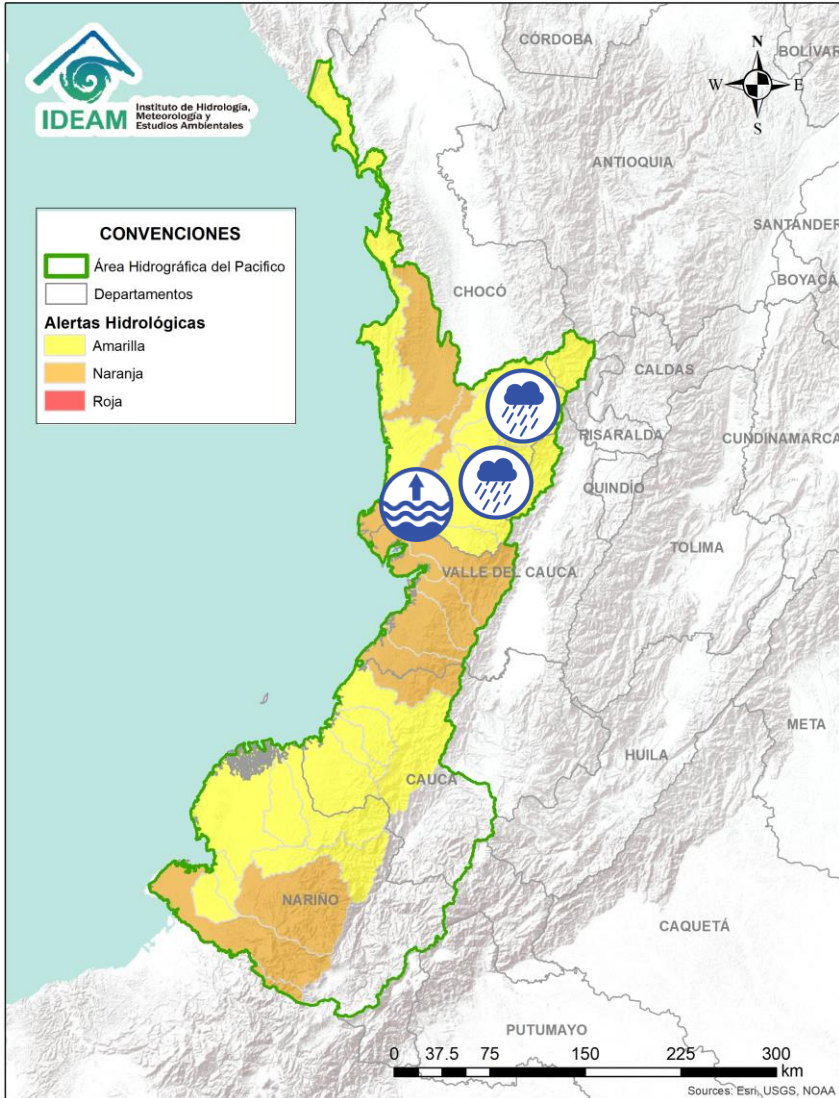 IDEAM
Instituto de Hidrología,
Meteorología y
Estudios Ambientales
CÓRDOBA
BOLÍVAR
N
W
E
S
ANTIOQUIA
SANTANDER
BOYACÁ
CONVENCIONES
Área Hidrográfica del Pacifico
Departamentos
Alertas Hidrológicas
Amarilla
Naranja
Roja
CHOCÓ
CALDAS
RISARALDA
CUNDINAMARCA
QUINDÍO
TOLIMA
VALLE DEL CAUCA
META
HUILA
CAUCA
NARIÑO
CAQUETÁ
PUTUMAYO
0 37.5 75 150 225 300
km
Sources: Esri, USGS, NOAA